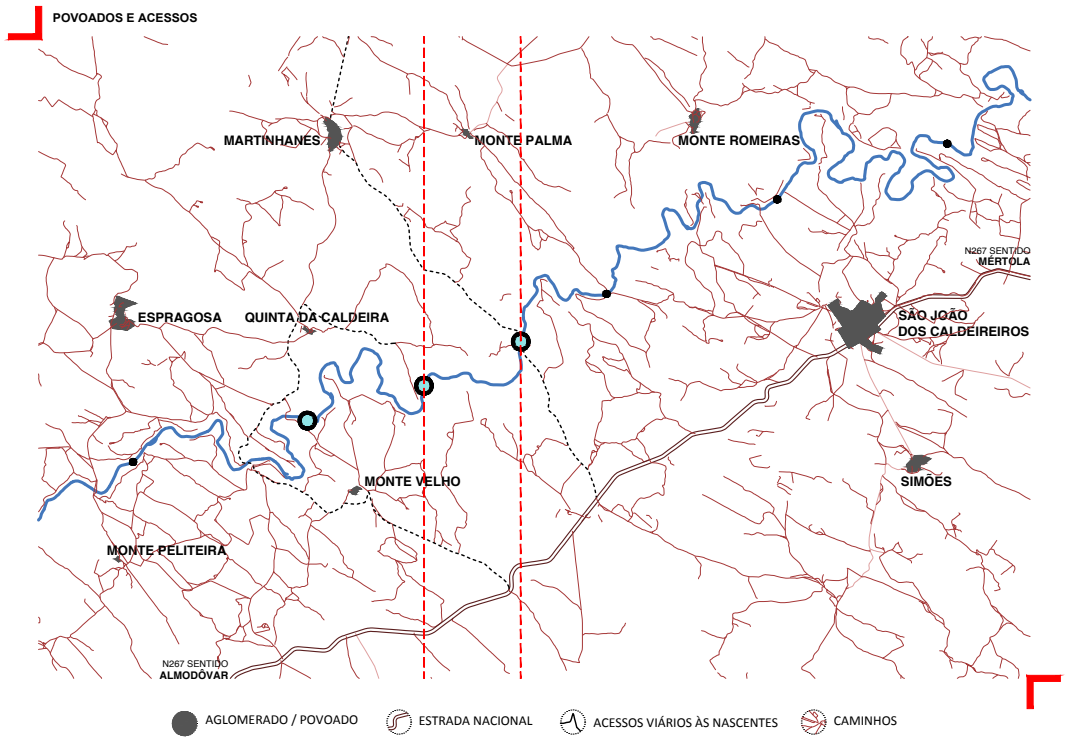 POVOADOS E ACESSOS
MARTINHANES
MONTE PALMA
MONTE ROMEIRAS
N267 SENTIDO
MÉRTOLA
ESPRAGOSA
QUINTA DA CALDEIRA
SÃO JOÃO
DOS CALDEIREIROS
MONTE VELHO
SIMÕES
MONTE PELITEIRA
N267 SENTIDO
ALMODÔVAR
AGLOMERADO / POVOADO
ESTRADA NACIONAL
ACESSOS VIÁRIOS ÀS NASCENTES
CAMINHOS